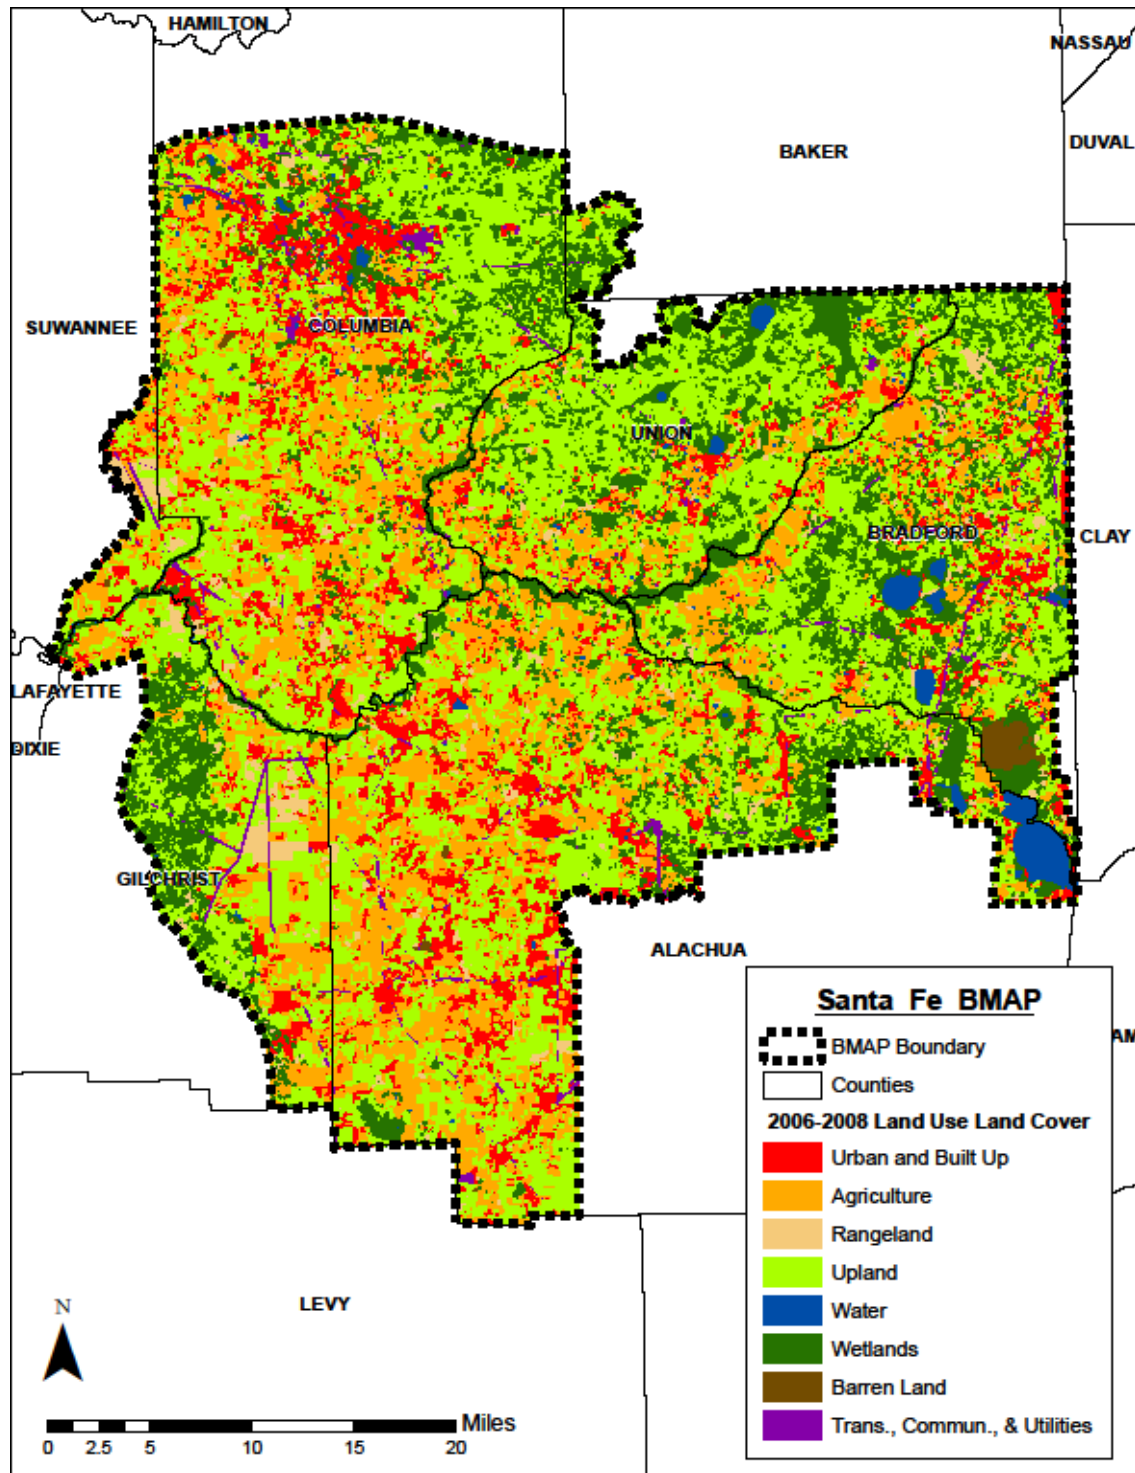 HAMILTON
NASSAU
DUVAL
BAKER
SUWANNEE
COLUMBIA
UNION
BRADFORD
CLAY
LAFAYETTE
DIXIE
GILCHRIST
ALACHUA
AM
LEVY
Santa Fe BMAP
BMAP Boundary
Counties
2006-2008 Land Use Land Cover
Urban and Built Up
Agriculture
Rangeland
Upland
Water
Wetlands
Barren Land
Trans., Commun., & Utilities
N
Miles
0 2.5 5 10 15 20